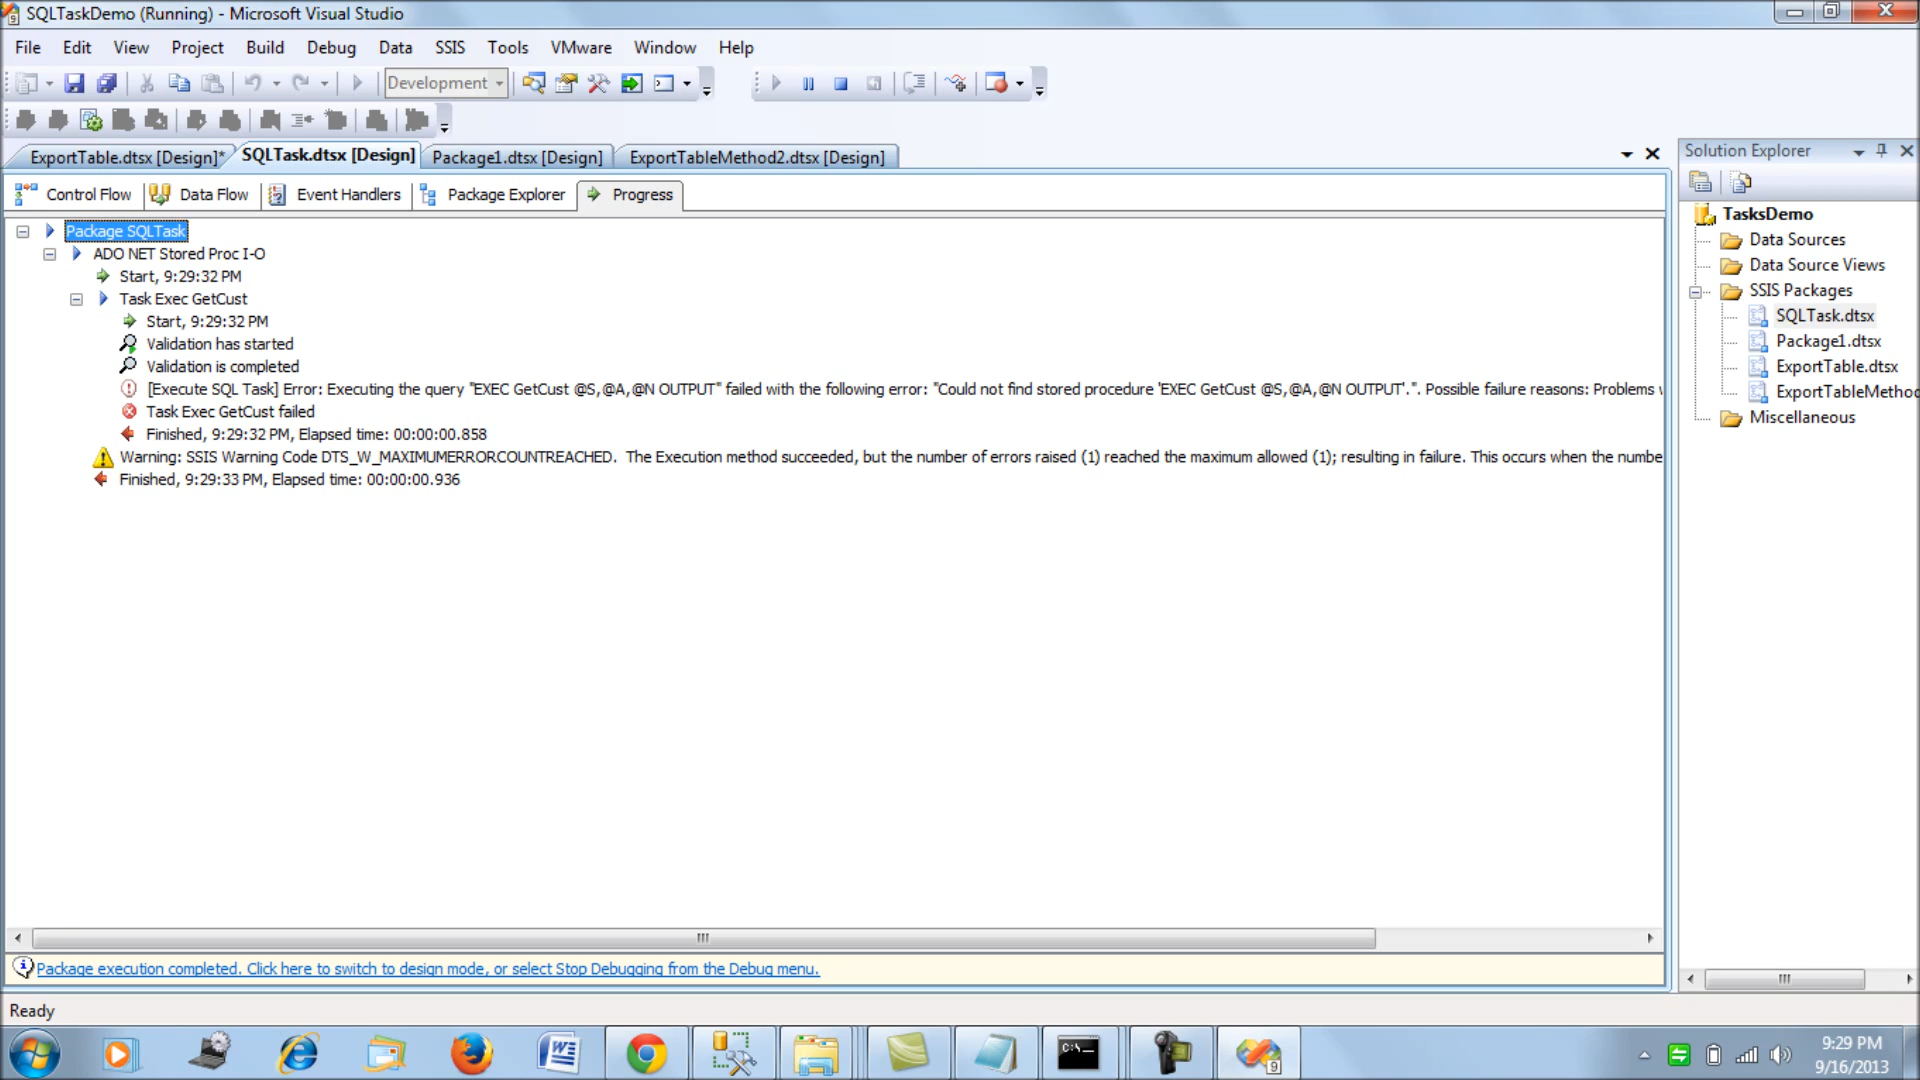 SQLTaskDemo (Running) - Microsoft Visual Studio
File Edit View Project Build Debug Data SSIS Tools VMware Window Help
Development
ExportTable.dtsx [Design]* SQLTask.dtsx [Design] Package1.dtsx [Design] ExportTableMethod2.dtsx [Design]
Control Flow Data Flow Event Handlers Package Explorer Progress
Package SQLTask
ADO NET Stored Proc I-O
Start, 9:29:32 PM
Task Exec GetCust
Start, 9:29:32 PM
Validation has started
Validation is completed
[Execute SQL Task] Error: Executing the query "EXEC GetCust @S,@A,@N OUTPUT" failed with the following error: "Could not find stored procedure 'EXEC GetCust @S,@A,@N OUTPUT'.". Possible failure reasons: Problems
Task Exec GetCust failed
Finished, 9:29:32 PM, Elapsed time: 00:00:00.858
Warning: SSIS Warning Code DTS_W_MAXIMUMERRORCOUNTREACHED.  The Execution method succeeded, but the number of errors raised (1) reached the maximum allowed (1); resulting in failure. This occurs when the numbe
Finished, 9:29:33 PM, Elapsed time: 00:00:00.936
Package execution completed. Click here to switch to design mode, or select Stop Debugging from the Debug menu.
Ready
Solution Explorer
TasksDemo
Data Sources
Data Source Views
SSIS Packages
SQLTask.dtsx
Package1.dtsx
ExportTable.dtsx
ExportTableMethod
Miscellaneous
9:29 PM
9/16/2013